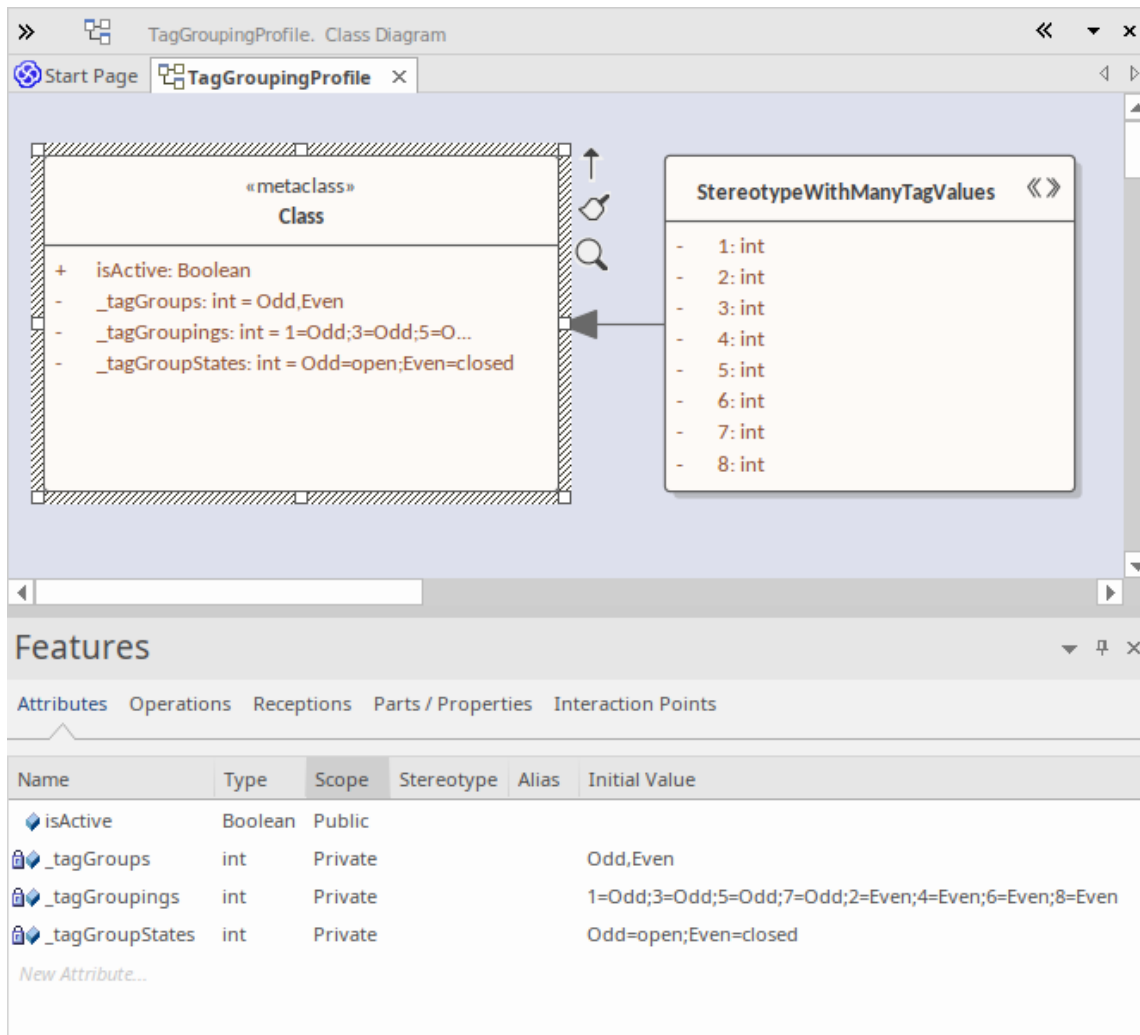 TagGroupingProfile. Class Diagram
Start Page TagGroupingProfile
«metaclass»
Class
+ isActive: Boolean
- _tagGroups: int = Odd,Even
- _tagGroupings: int = 1=Odd;3=Odd;5=O...
- _tagGroupStates: int = Odd=open;Even=closed
StereotypeWithManyTagValues «»
- 1: int
- 2: int
- 3: int
- 4: int
- 5: int
- 6: int
- 7: int
- 8: int
Features
Attributes Operations Receptions Parts / Properties Interaction Points
Name Type Scope Stereotype Alias Initial Value
isActive Boolean Public
_tagGroups int Private Odd,Even
_tagGroupings int Private 1=Odd;3=Odd;5=Odd;7=Odd;2=Even;4=Even;6=Even;8=Even
_tagGroupStates int Private Odd=open;Even=closed
New Attribute...